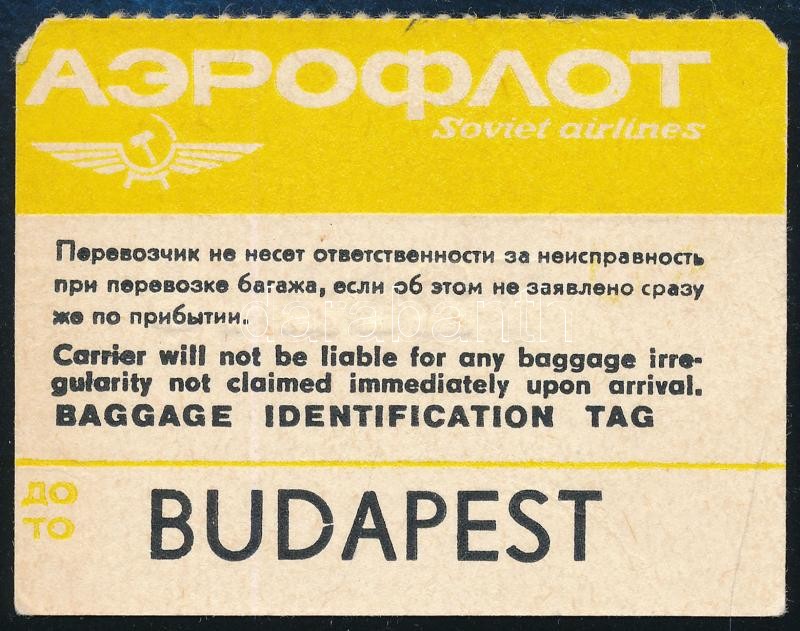 АЭРОФЛОТ
Soviet airlines
Перевозчик не несет ответственности за неисправность
при перевозке багажа, если об этом не заявлено сразу
же по прибытии.
Carrier will not be liable for any baggage irre-
gularity not claimed immediately upon arrival.
BAGGAGE IDENTIFICATION TAG
ДО
TO
BUDAPEST